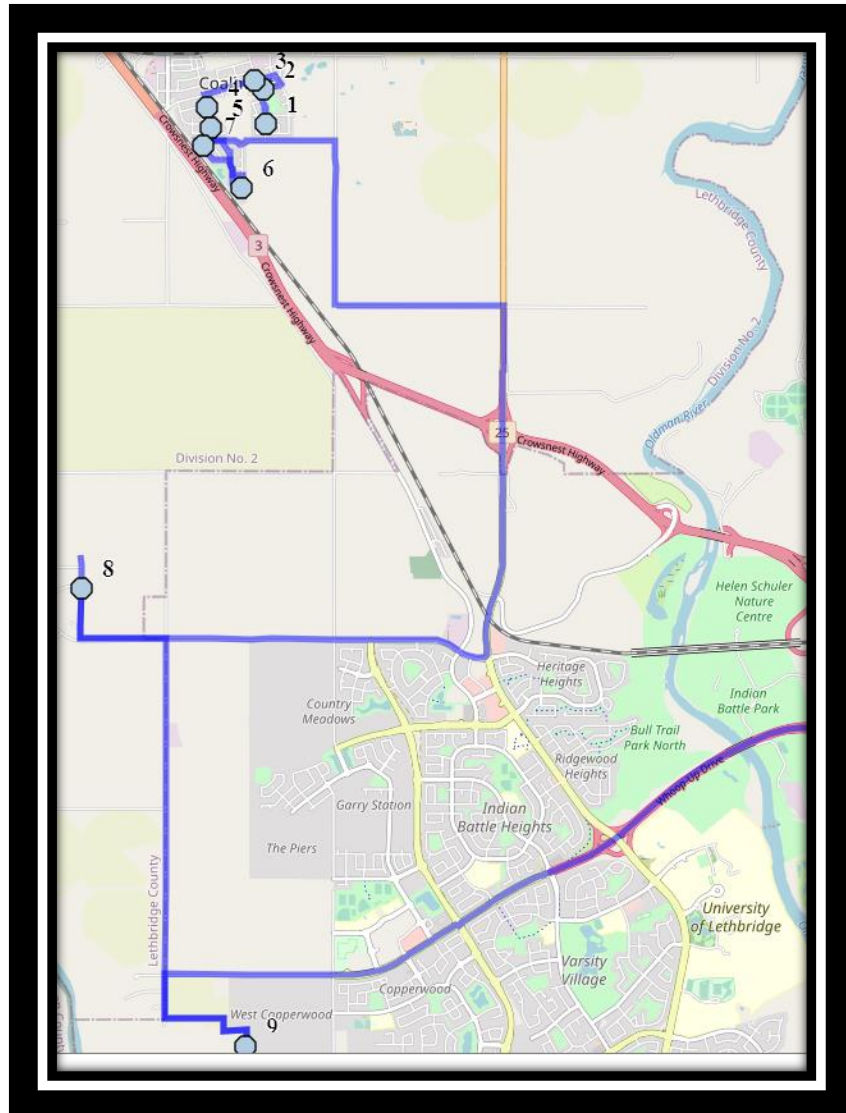 3
2
Coal
4
5
1
7
6
Crowsnest Highway
3
Crowsnest Highway
Lethbridge County
Division No. 2
Oldman River
25
Crowsnest Highway
Division No. 2
8
Helen Schuler
Nature
Centre
Heritage
Heights
Indian
Battle Park
Country
Meadows
Bull Trail
Park North
Ridgewood
Heights
Whoop-Up Drive
Garry Station
Indian
Battle Heights
The Piers
Lethbridge County
University
of Lethbridge
Varsity
Village
Copperwood
West Copperwood
9